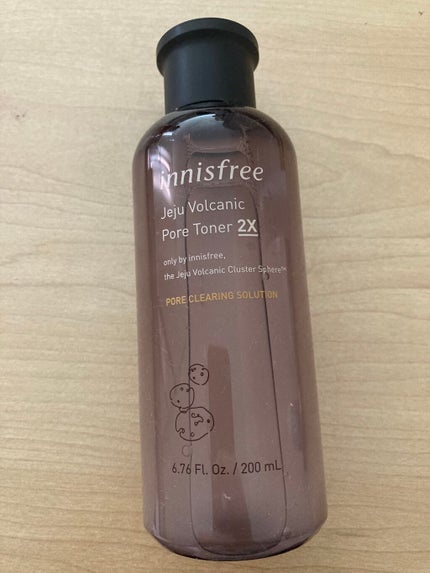 innisfree
Jeju Volcanic
Pore Toner 2X
only by innisfree,
the Jeju Volcanic Cluster Sphere™
PORE CLEARING SOLUTION
6.76 Fl. Oz. / 200 mL